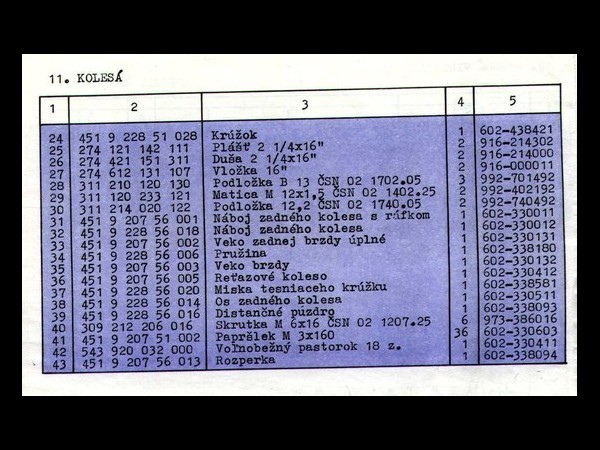 11. KOLESÁ
1 2 3 4 5
24 451 9 228 51 028 Krúžok 1 602-438421
25 274 121 142 111 Plášť 2 1/4x16" 2 916-214302
26 274 421 151 311 Duša 2 1/4x16" 2 916-214000
27 274 612 131 107 Vložka 16" 2 916-000011
28 311 210 120 130 Podložka B 13 ČSN 02 1702.05 3 992-701492
29 311 120 233 121 Matica M 12x1,5 ČSN 02 1402.25 2 992-402192
30 311 214 020 122 Podložka 12,2 ČSN 02 1740.05 2 992-740492
31 451 9 207 56 001 Náboj zadného kolesa s ráfkom 1 602-330011
32 451 9 228 56 018 Náboj zadného kolesa 1 602-330012
33 451 9 207 56 002 Veko zadnej brzdy úplné 1 602-330131
34 451 9 228 56 006 Pružina 1 602-338180
35 451 9 207 56 003 Veko brzdy 1 602-330132
36 451 9 207 56 005 Reťazové koleso 1 602-330412
37 451 9 228 56 020 Miska tesniaceho krúžku 1 602-338581
38 451 9 228 56 014 Os zadného kolesa 1 602-330511
39 451 9 228 56 016 Distančné púzdro 1 602-338093
40 309 212 206 016 Skrutka M 6x16 ČSN 02 1207.25 6 973-386016
41 451 9 207 51 002 Papršlek M 3x160 36 602-330603
42 543 920 032 000 Voľnobežný pastorok 18 z. 1 602-330411
43 451 9 207 56 013 Rozperka 1 602-338094